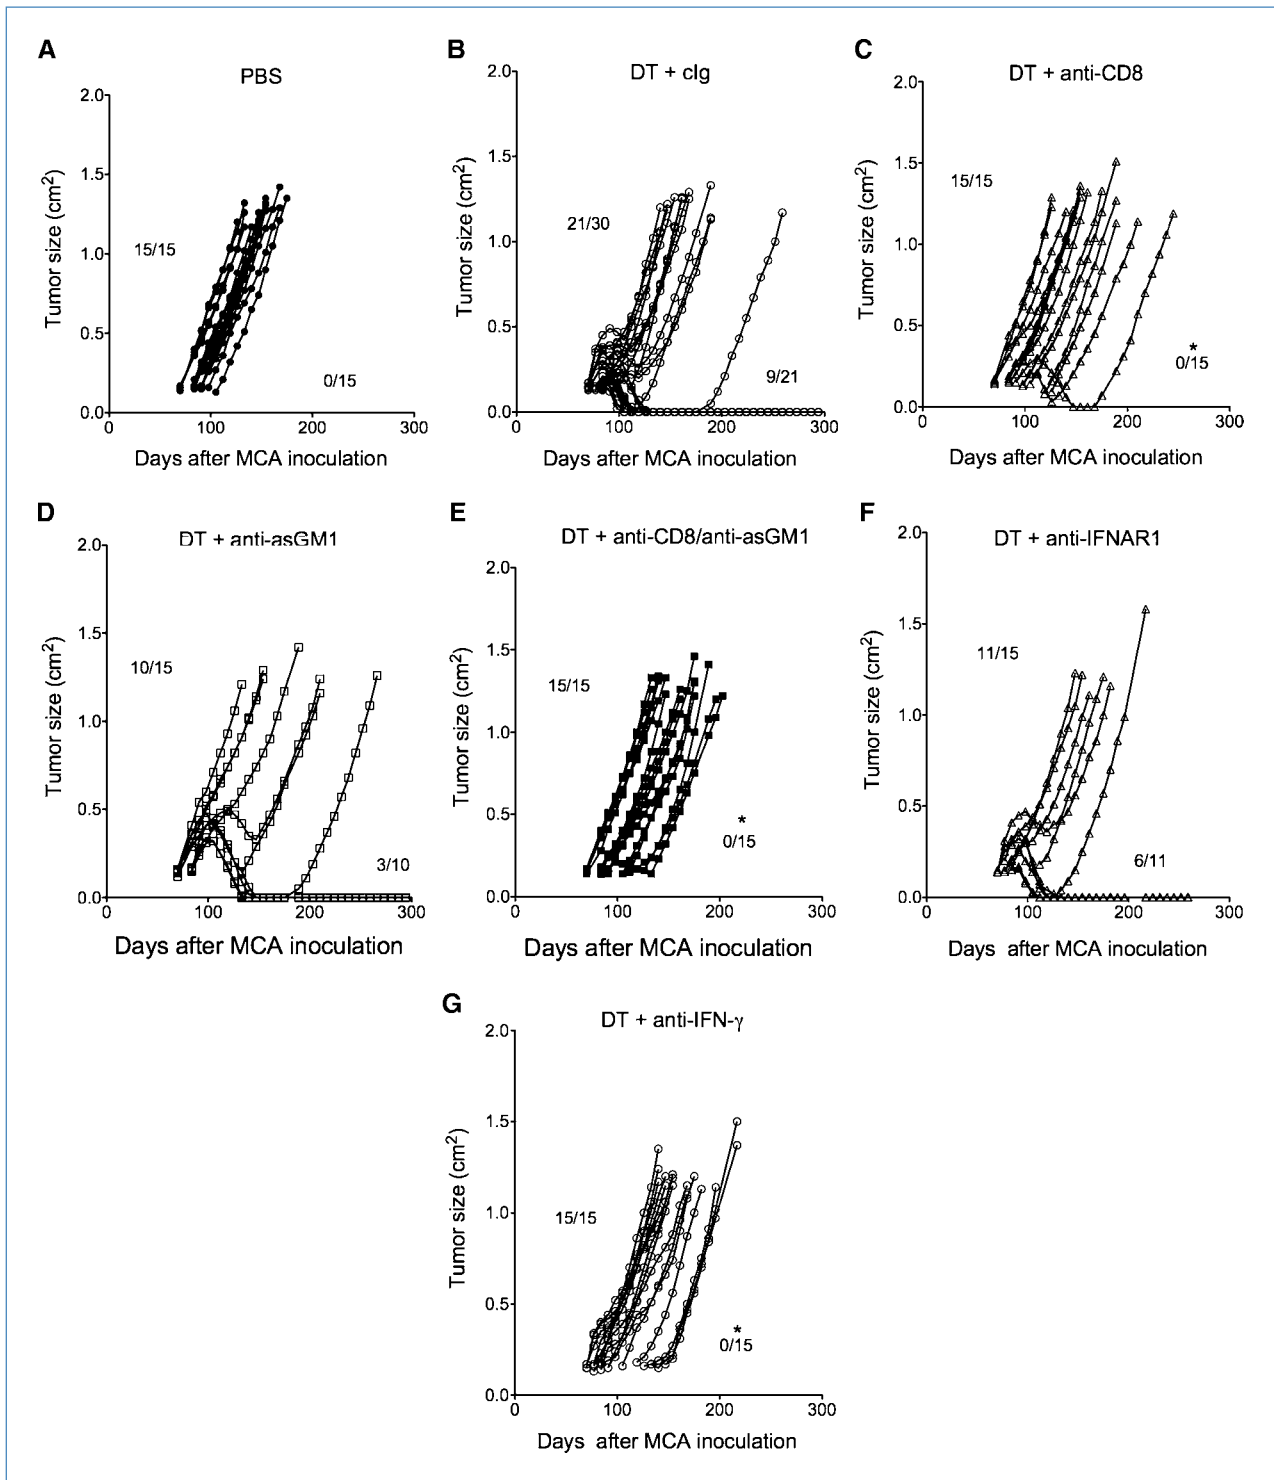 A
PBS
2.0
1.5
1.0
0.5
0.0
Tumor size (cm²)
15/15
0/15
0 100 200 300
Days after MCA inoculation
B
DT + cIg
2.0
1.5
1.0
0.5
0.0
Tumor size (cm²)
21/30
9/21
0 100 200 300
Days after MCA inoculation
C
DT + anti-CD8
2.0
1.5
1.0
0.5
0.0
Tumor size (cm²)
15/15
*
0/15
0 100 200 300
Days after MCA inoculation
D
DT + anti-asGM1
2.0
1.5
1.0
0.5
0.0
Tumor size (cm²)
10/15
3/10
0 100 200 300
Days after MCA inoculation
E
DT + anti-CD8/anti-asGM1
2.0
1.5
1.0
0.5
0.0
Tumor size (cm²)
15/15
*
0/15
0 100 200 300
Days after MCA inoculation
F
DT + anti-IFNAR1
2.0
1.5
1.0
0.5
0.0
Tumor size (cm²)
11/15
6/11
0 100 200 300
Days after MCA inoculation
G
DT + anti-IFN-γ
2.0
1.5
1.0
0.5
0.0
Tumor size (cm²)
15/15
*
0/15
0 100 200 300
Days after MCA inoculation